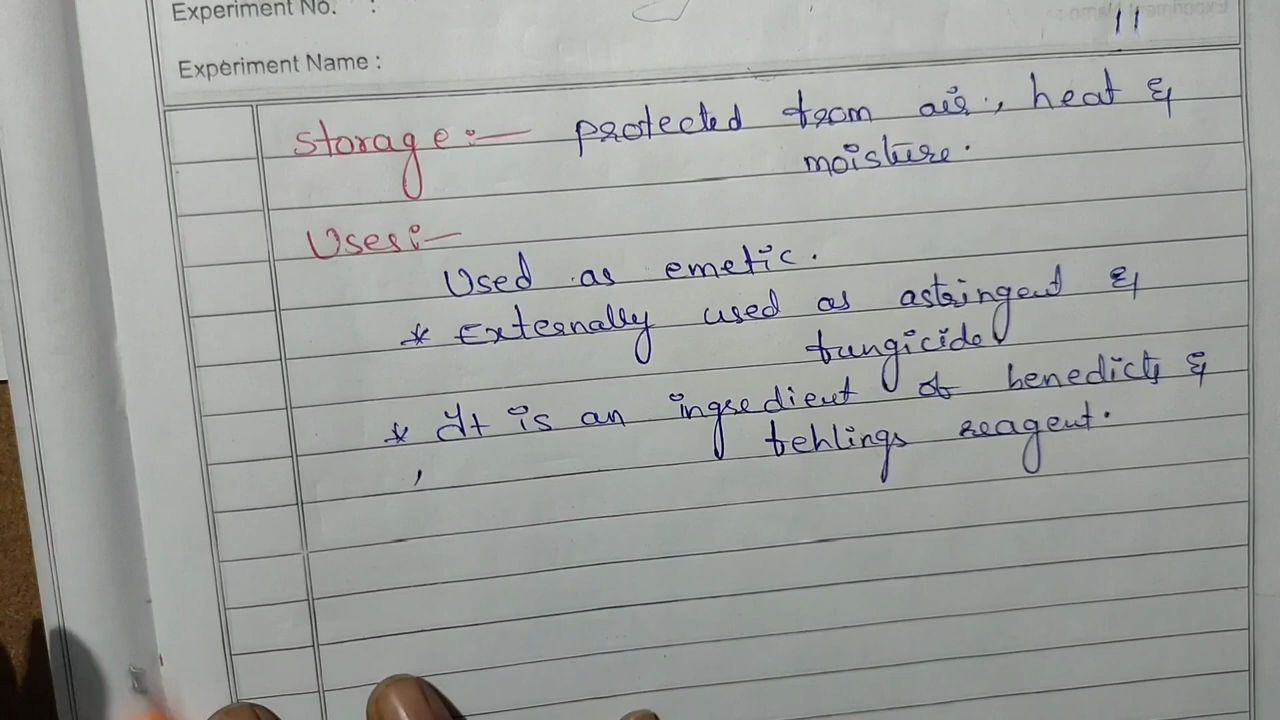 Experiment No. :
11
Experiment Name :
Storage :— protected from air, heat &
moisture.
Uses :—
Used as emetic.
* Externally used as astringent &
fungicide
* It is an ingredient of benedicts &
fehlings reagent.